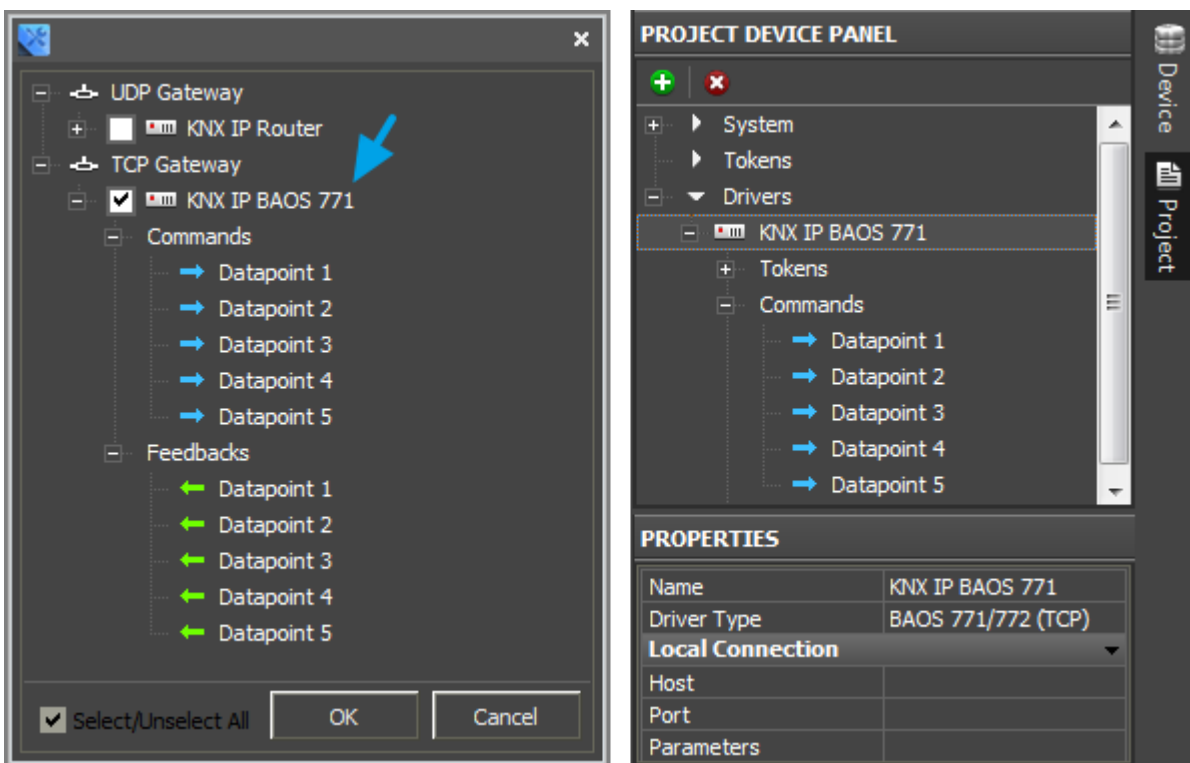 UDP Gateway
KNX IP Router
TCP Gateway
KNX IP BAOS 771
Commands
Datapoint 1
Datapoint 2
Datapoint 3
Datapoint 4
Datapoint 5
Feedbacks
Datapoint 1
Datapoint 2
Datapoint 3
Datapoint 4
Datapoint 5
Select/Unselect All
OK
Cancel
PROJECT DEVICE PANEL
System
Tokens
Drivers
KNX IP BAOS 771
Tokens
Commands
Datapoint 1
Datapoint 2
Datapoint 3
Datapoint 4
Datapoint 5
PROPERTIES
Name KNX IP BAOS 771
Driver Type BAOS 771/772 (TCP)
Local Connection
Host
Port
Parameters
Device
Project